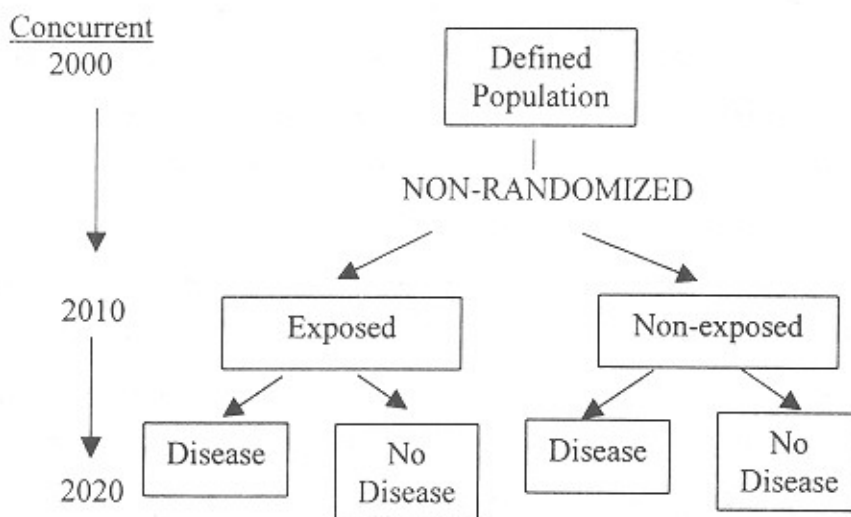 Concurrent
2000
Defined
Population
NON-RANDOMIZED
2010
Exposed
Non-exposed
Disease
No
Disease
Disease
No
Disease
2020